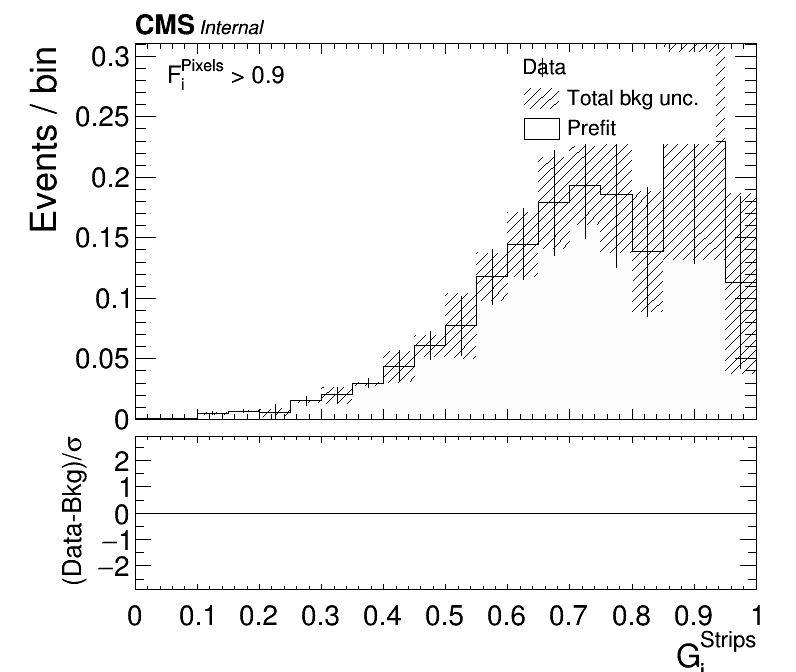 CMS Internal
F_i^Pixels > 0.9
Data
Total bkg unc.
Prefit
Events / bin
0.3
0.25
0.2
0.15
0.1
0.05
0
(Data-Bkg)/σ
2
1
0
−1
−2
0 0.1 0.2 0.3 0.4 0.5 0.6 0.7 0.8 0.9 1
G_i^Strips